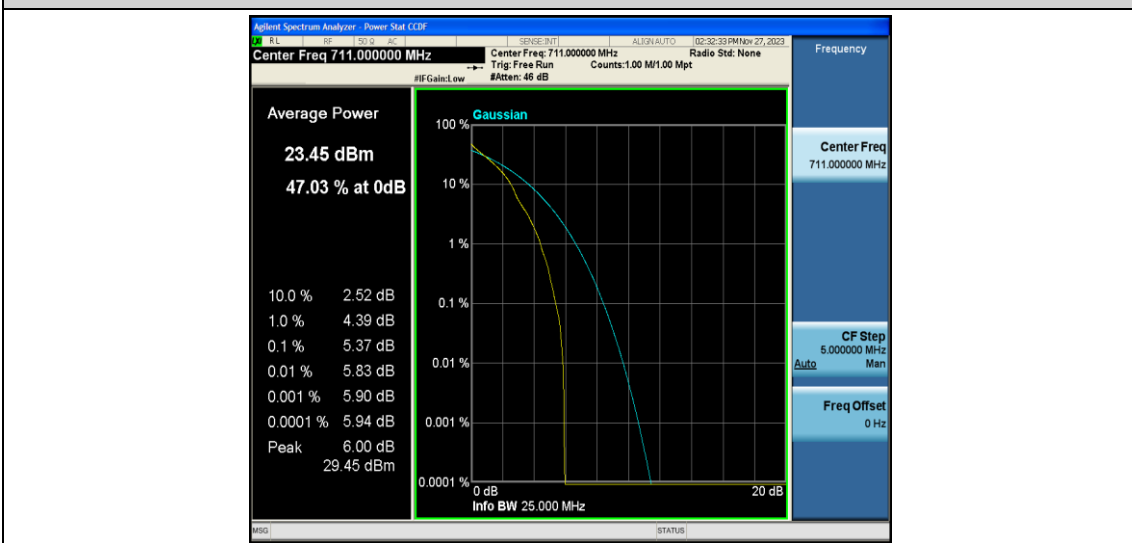 Agilent Spectrum Analyzer - Power Stat CCDF
RL RF 50 Ω AC SENSE:INT ALIGN AUTO 02:32:33 PM Nov 27, 2023
Center Freq 711.000000 MHz
Center Freq: 711.000000 MHz Radio Std: None
Trig: Free Run Counts:1.00 M/1.00 Mpt
#IFGain:Low #Atten: 46 dB
Frequency
Average Power
23.45 dBm
47.03 % at 0dB
10.0 % 2.52 dB
1.0 % 4.39 dB
0.1 % 5.37 dB
0.01 % 5.83 dB
0.001 % 5.90 dB
0.0001 % 5.94 dB
Peak 6.00 dB
29.45 dBm
Gaussian
100 %
10 %
1 %
0.1 %
0.01 %
0.001 %
0.0001 %
0 dB 20 dB
Info BW 25.000 MHz
Center Freq
711.000000 MHz
CF Step
5.000000 MHz
Auto Man
Freq Offset
0 Hz
MSG STATUS